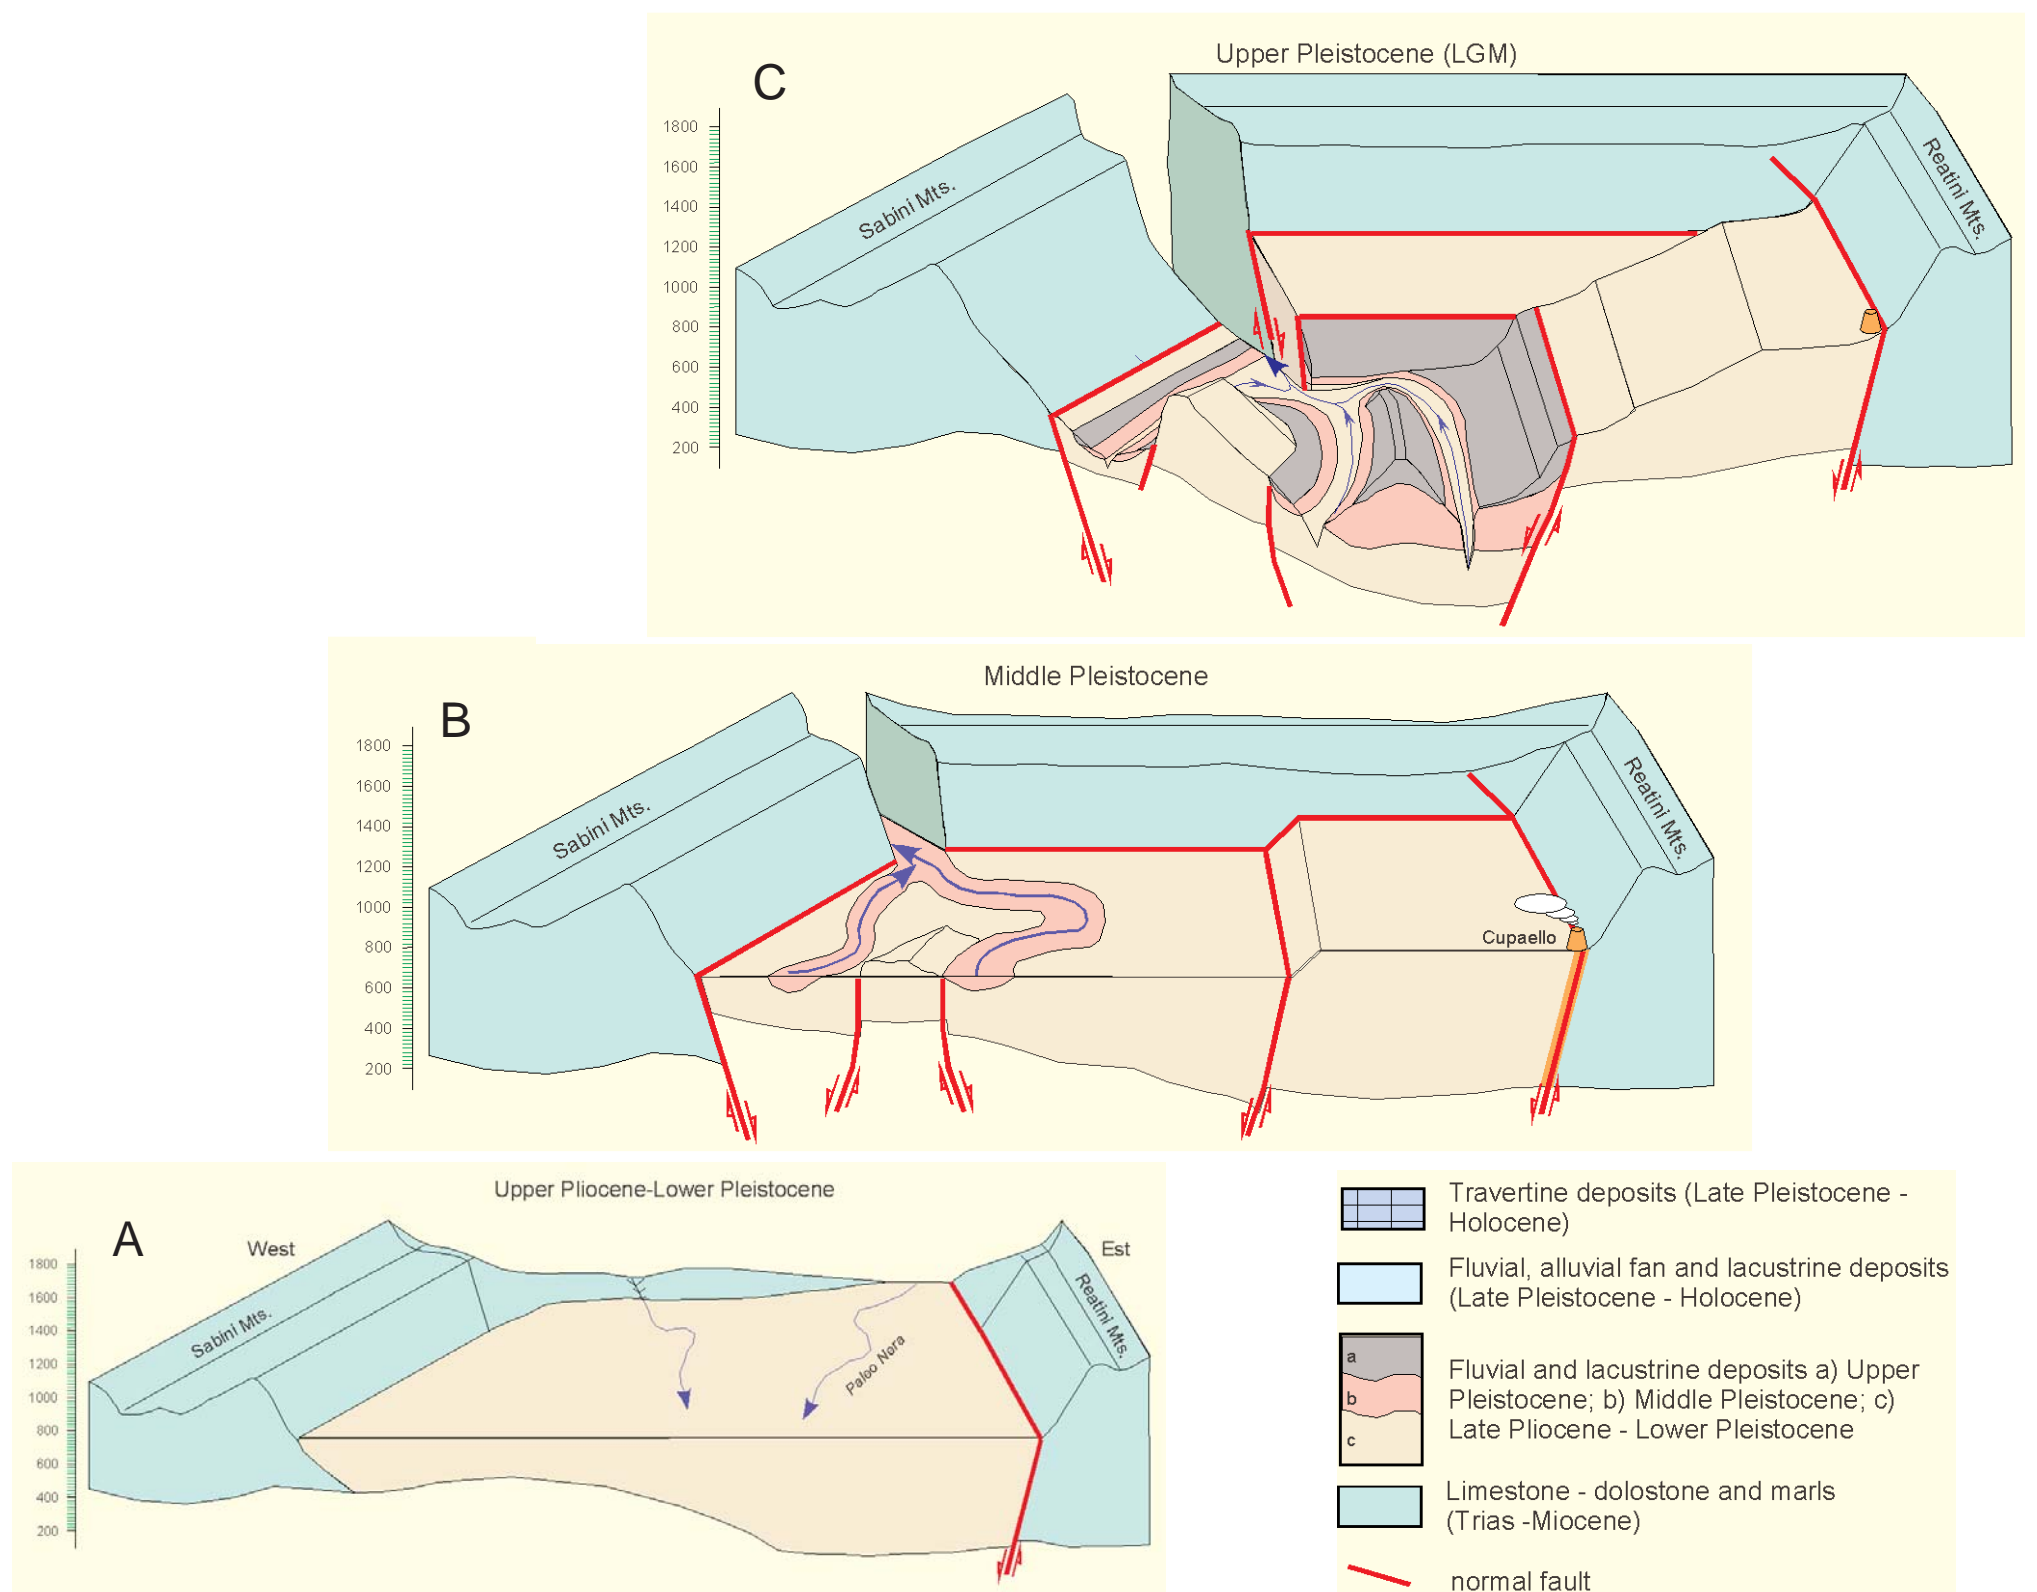 Upper Pleistocene (LGM)
C
1800
1600
1400
1200
1000
800
600
400
200
Sabini Mts.
Reatini Mts.
Middle Pleistocene
B
1800
1600
1400
1200
1000
800
600
400
200
Sabini Mts.
Reatini Mts.
Cupaello
Upper Pliocene-Lower Pleistocene
A
West
Est
1800
1600
1400
1200
1000
800
600
400
200
Sabini Mts.
Paleo Nera
Reatini Mts.
Travertine deposits (Late Pleistocene -
Holocene)
Fluvial, alluvial fan and lacustrine deposits
(Late Pleistocene - Holocene)
a
b
c
Fluvial and lacustrine deposits a) Upper
Pleistocene; b) Middle Pleistocene; c)
Late Pliocene - Lower Pleistocene
Limestone - dolostone and marls
(Trias -Miocene)
normal fault